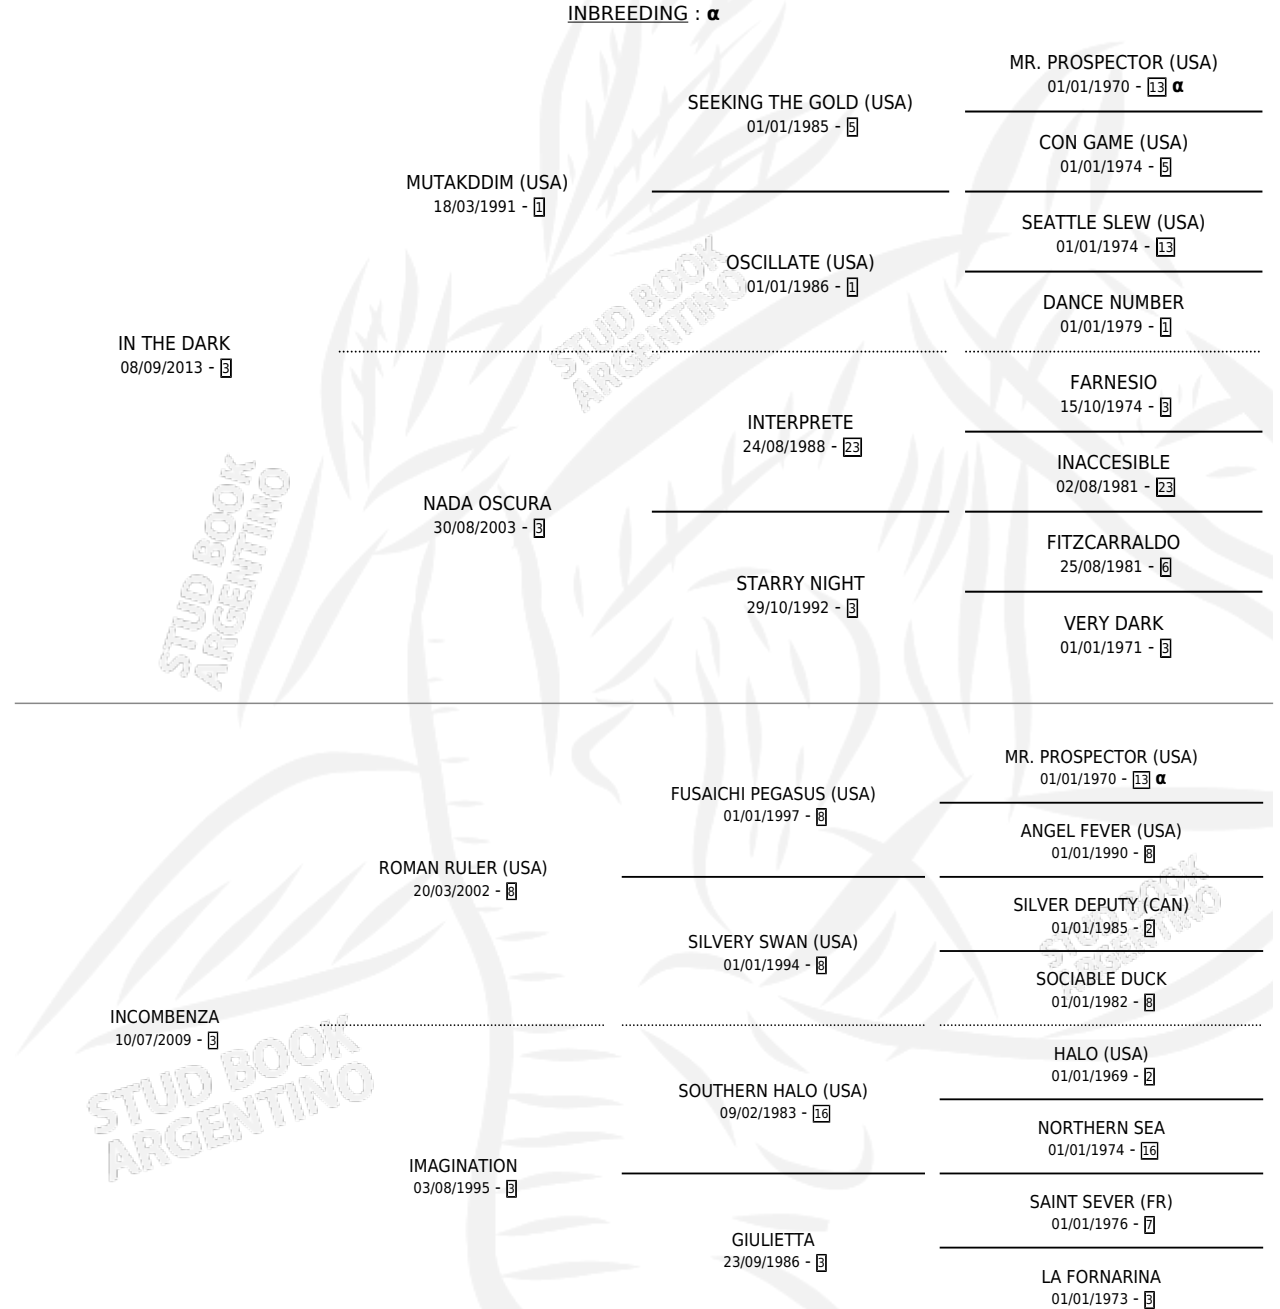 INBREEDING : α
MR. PROSPECTOR (USA)
01/01/1970 - 13 α
SEEKING THE GOLD (USA)
01/01/1985 - 5
CON GAME (USA)
01/01/1974 - 5
MUTAKDDIM (USA)
18/03/1991 - 1
SEATTLE SLEW (USA)
01/01/1974 - 13
OSCILLATE (USA)
01/01/1986 - 1
DANCE NUMBER
01/01/1979 - 1
IN THE DARK
08/09/2013 - 3
FARNESIO
15/10/1974 - 3
INTERPRETE
24/08/1988 - 23
INACCESIBLE
02/08/1981 - 23
NADA OSCURA
30/08/2003 - 3
FITZCARRALDO
25/08/1981 - 6
STARRY NIGHT
29/10/1992 - 3
VERY DARK
01/01/1971 - 3
MR. PROSPECTOR (USA)
01/01/1970 - 13 α
FUSAICHI PEGASUS (USA)
01/01/1997 - 8
ANGEL FEVER (USA)
01/01/1990 - 8
ROMAN RULER (USA)
20/03/2002 - 8
SILVER DEPUTY (CAN)
01/01/1985 - 2
SILVERY SWAN (USA)
01/01/1994 - 8
SOCIABLE DUCK
01/01/1982 - 8
INCOMBENZA
10/07/2009 - 3
HALO (USA)
01/01/1969 - 2
SOUTHERN HALO (USA)
09/02/1983 - 16
NORTHERN SEA
01/01/1974 - 16
IMAGINATION
03/08/1995 - 3
SAINT SEVER (FR)
01/01/1976 - 7
GIULIETTA
23/09/1986 - 3
LA FORNARINA
01/01/1973 - 3
STUD BOOK
ARGENTINO
STUD BOOK
ARGENTINO
STUD BOOK
ARGENTINO
STUD BOOK
ARGENTINO